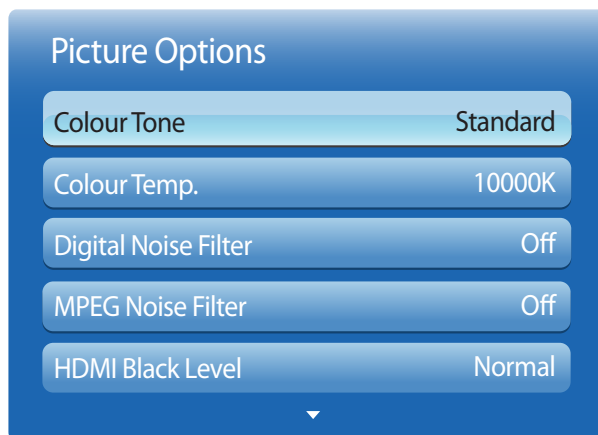 Picture Options
Colour Tone Standard
Colour Temp. 10000K
Digital Noise Filter Off
MPEG Noise Filter Off
HDMI Black Level Normal